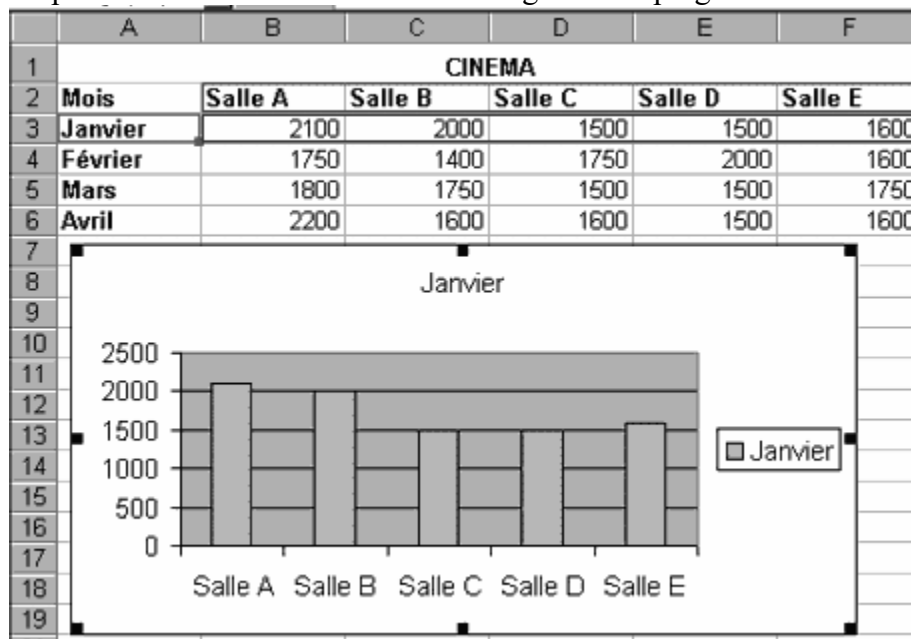 A B C D E F
1 CINEMA
2 Mois Salle A Salle B Salle C Salle D Salle E
3 Janvier 2100 2000 1500 1500 1600
4 Février 1750 1400 1750 2000 1600
5 Mars 1800 1750 1500 1500 1750
6 Avril 2200 1600 1600 1500 1600
7
8 Janvier
9
10
2500
11
12 2000
13 1500
Janvier
14 1000
15
16 500
17 0
18 Salle A Salle B Salle C Salle D Salle E
19